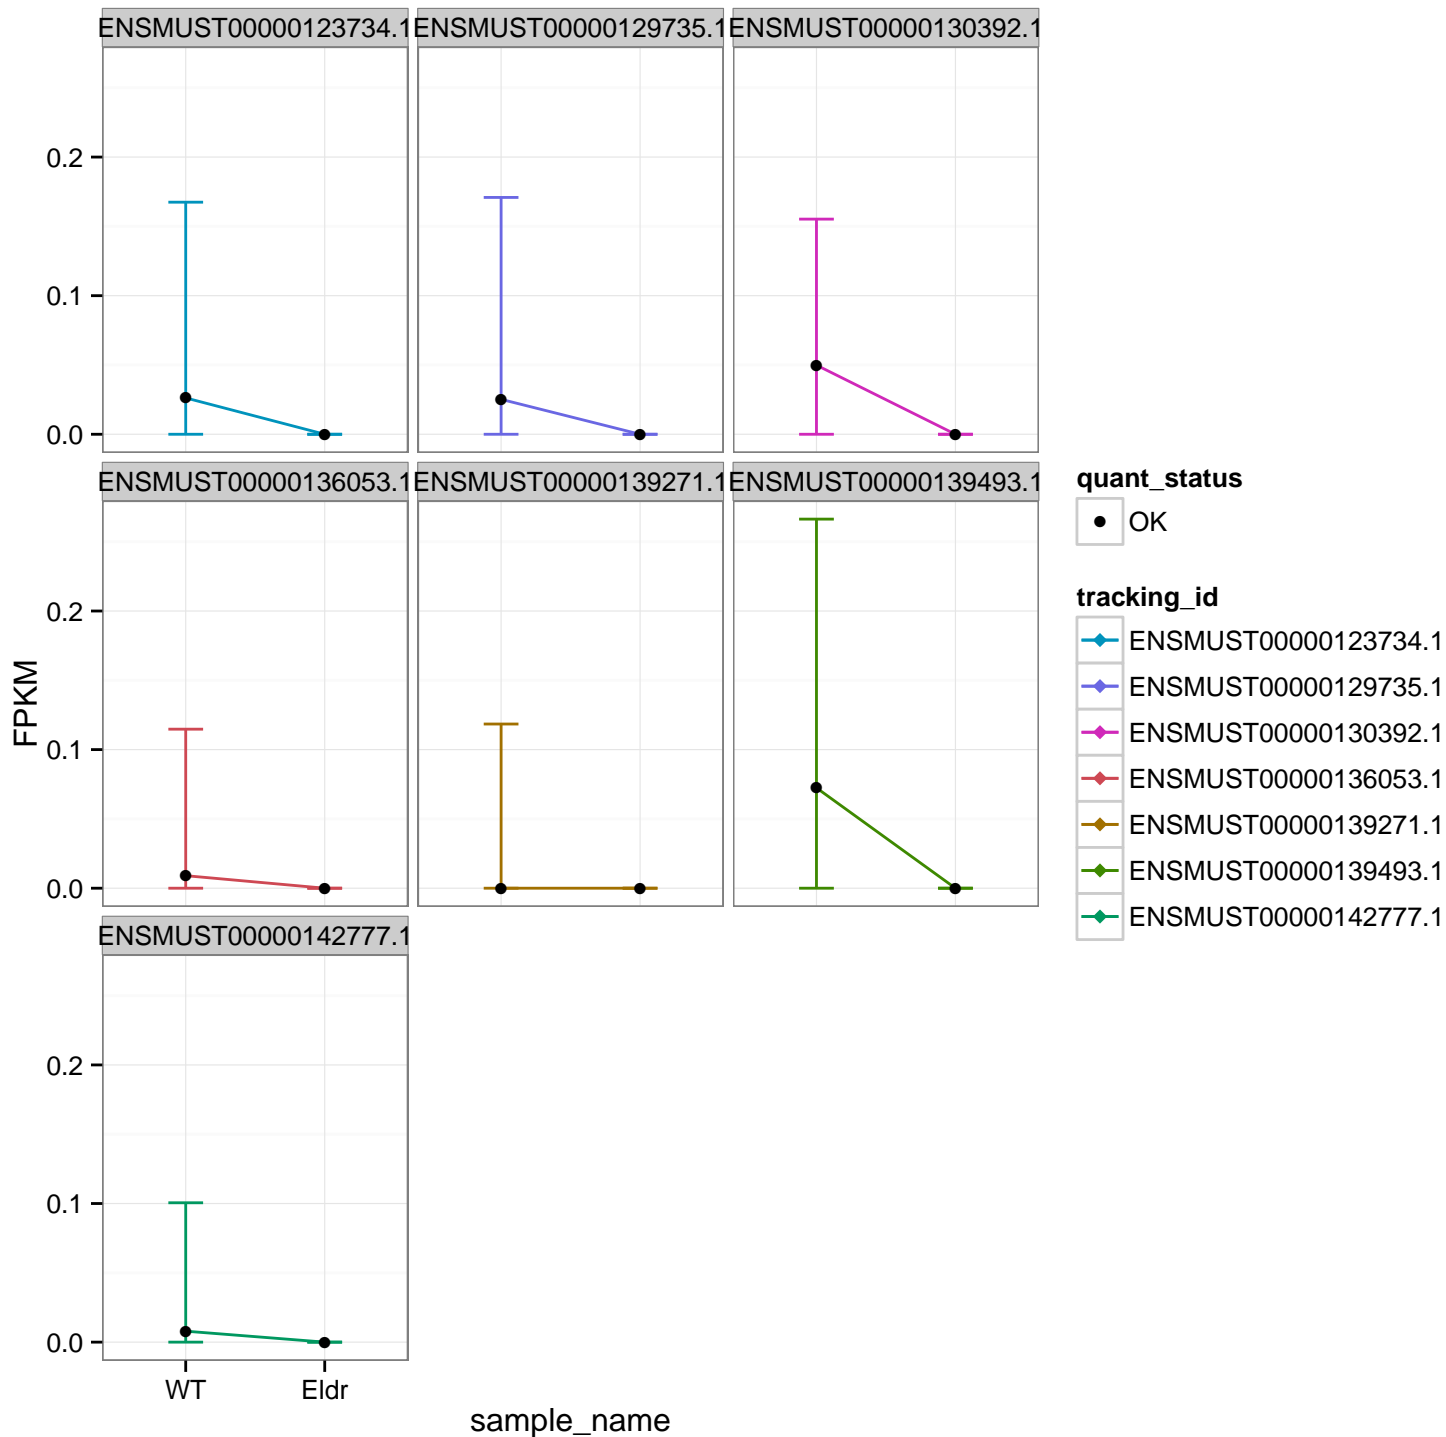 ENSMUST00000123734.1 ENSMUST00000129735.1 ENSMUST00000130392.1
0.2
0.1
0.0
ENSMUST00000136053.1 ENSMUST00000139271.1 ENSMUST00000139493.1
0.2
0.1
0.0
FPKM
ENSMUST00000142777.1
0.2
0.1
0.0
WT Eldr
sample_name
quant_status
OK
tracking_id
ENSMUST00000123734.1
ENSMUST00000129735.1
ENSMUST00000130392.1
ENSMUST00000136053.1
ENSMUST00000139271.1
ENSMUST00000139493.1
ENSMUST00000142777.1